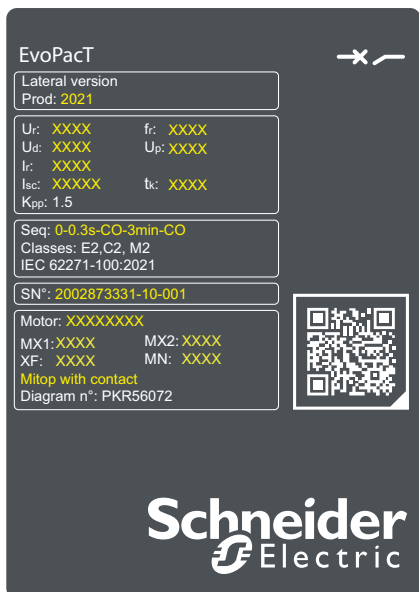 EvoPacT
Lateral version
Prod: 2021
Ur: XXXX fr: XXXX
Ud: XXXX Up: XXXX
Ir: XXXX
Isc: XXXXX tk: XXXX
Kpp: 1.5
Seq: 0-0.3s-CO-3min-CO
Classes: E2,C2, M2
IEC 62271-100:2021
SN°: 2002873331-10-001
Motor: XXXXXXXX
MX1: XXXX MX2: XXXX
XF: XXXX MN: XXXX
Mitop with contact
Diagram n°: PKR56072
Schneider
Electric